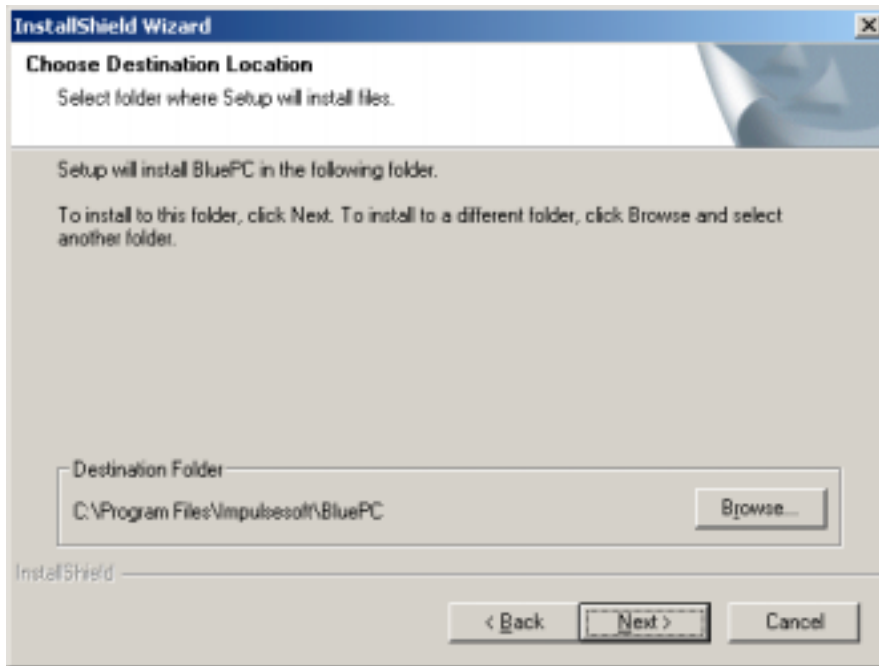 InstallShield Wizard
Choose Destination Location
Select folder where Setup will install files.
Setup will install BluePC in the following folder.
To install to this folder, click Next. To install to a different folder, click Browse and select
another folder.
Destination Folder
C:\Program Files\Impulsesoft\BluePC
Browse...
InstallShield
< Back
Next >
Cancel